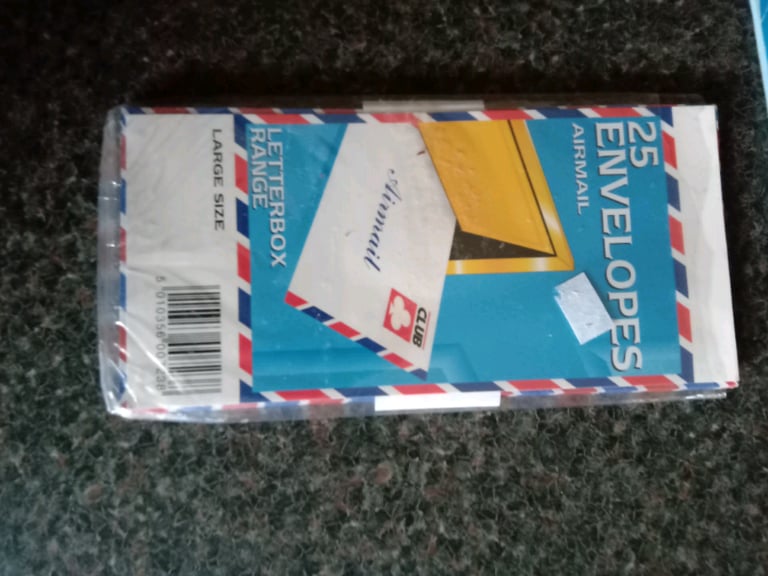 25
ENVELOPES
AIRMAIL
Airmail
CLUB
LETTERBOX
RANGE
LARGE SIZE